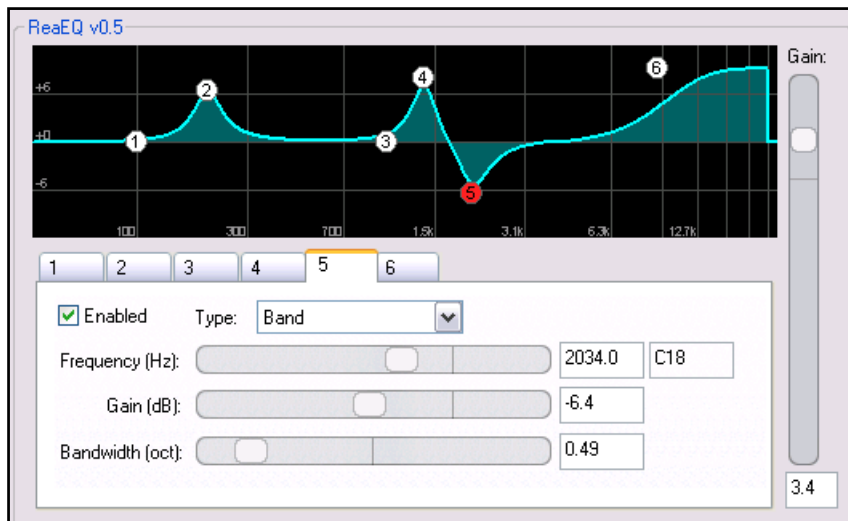 ReaEQ v0.5
Gain:
+6
+0
-6
1
2
3
4
5
6
100 300 700 1.5k 3.1k 6.3k 12.7k
1 2 3 4 5 6
Enabled Type: Band
Frequency (Hz): 2034.0 C18
Gain (dB): -6.4
Bandwidth (oct): 0.49
3.4